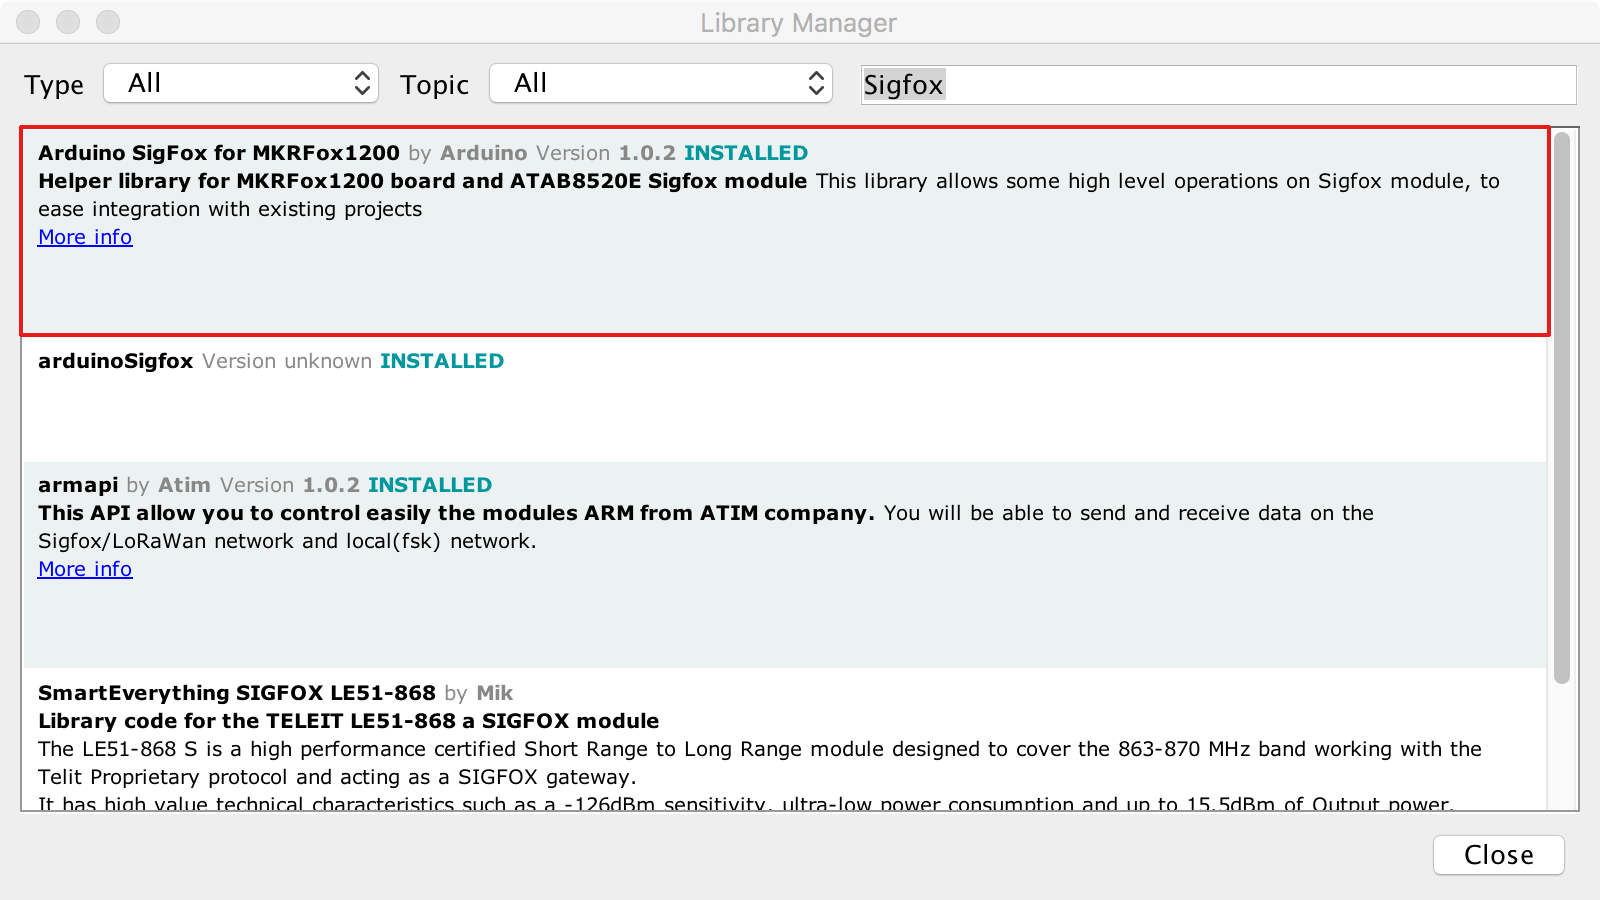 Library Manager
Type All Topic All Sigfox
Arduino SigFox for MKRFox1200 by Arduino Version 1.0.2 INSTALLED
Helper library for MKRFox1200 board and ATAB8520E Sigfox module This library allows some high level operations on Sigfox module, to
ease integration with existing projects
More info
arduinoSigfox Version unknown INSTALLED
armapi by Atim Version 1.0.2 INSTALLED
This API allow you to control easily the modules ARM from ATIM company. You will be able to send and receive data on the
Sigfox/LoRaWan network and local(fsk) network.
More info
SmartEverything SIGFOX LE51-868 by Mik
Library code for the TELEIT LE51-868 a SIGFOX module
The LE51-868 S is a high performance certified Short Range to Long Range module designed to cover the 863-870 MHz band working with the
Telit Proprietary protocol and acting as a SIGFOX gateway.
It has high value technical characteristics such as a -126dBm sensitivity, ultra-low power consumption and up to 15.5dBm of Output power.
Close